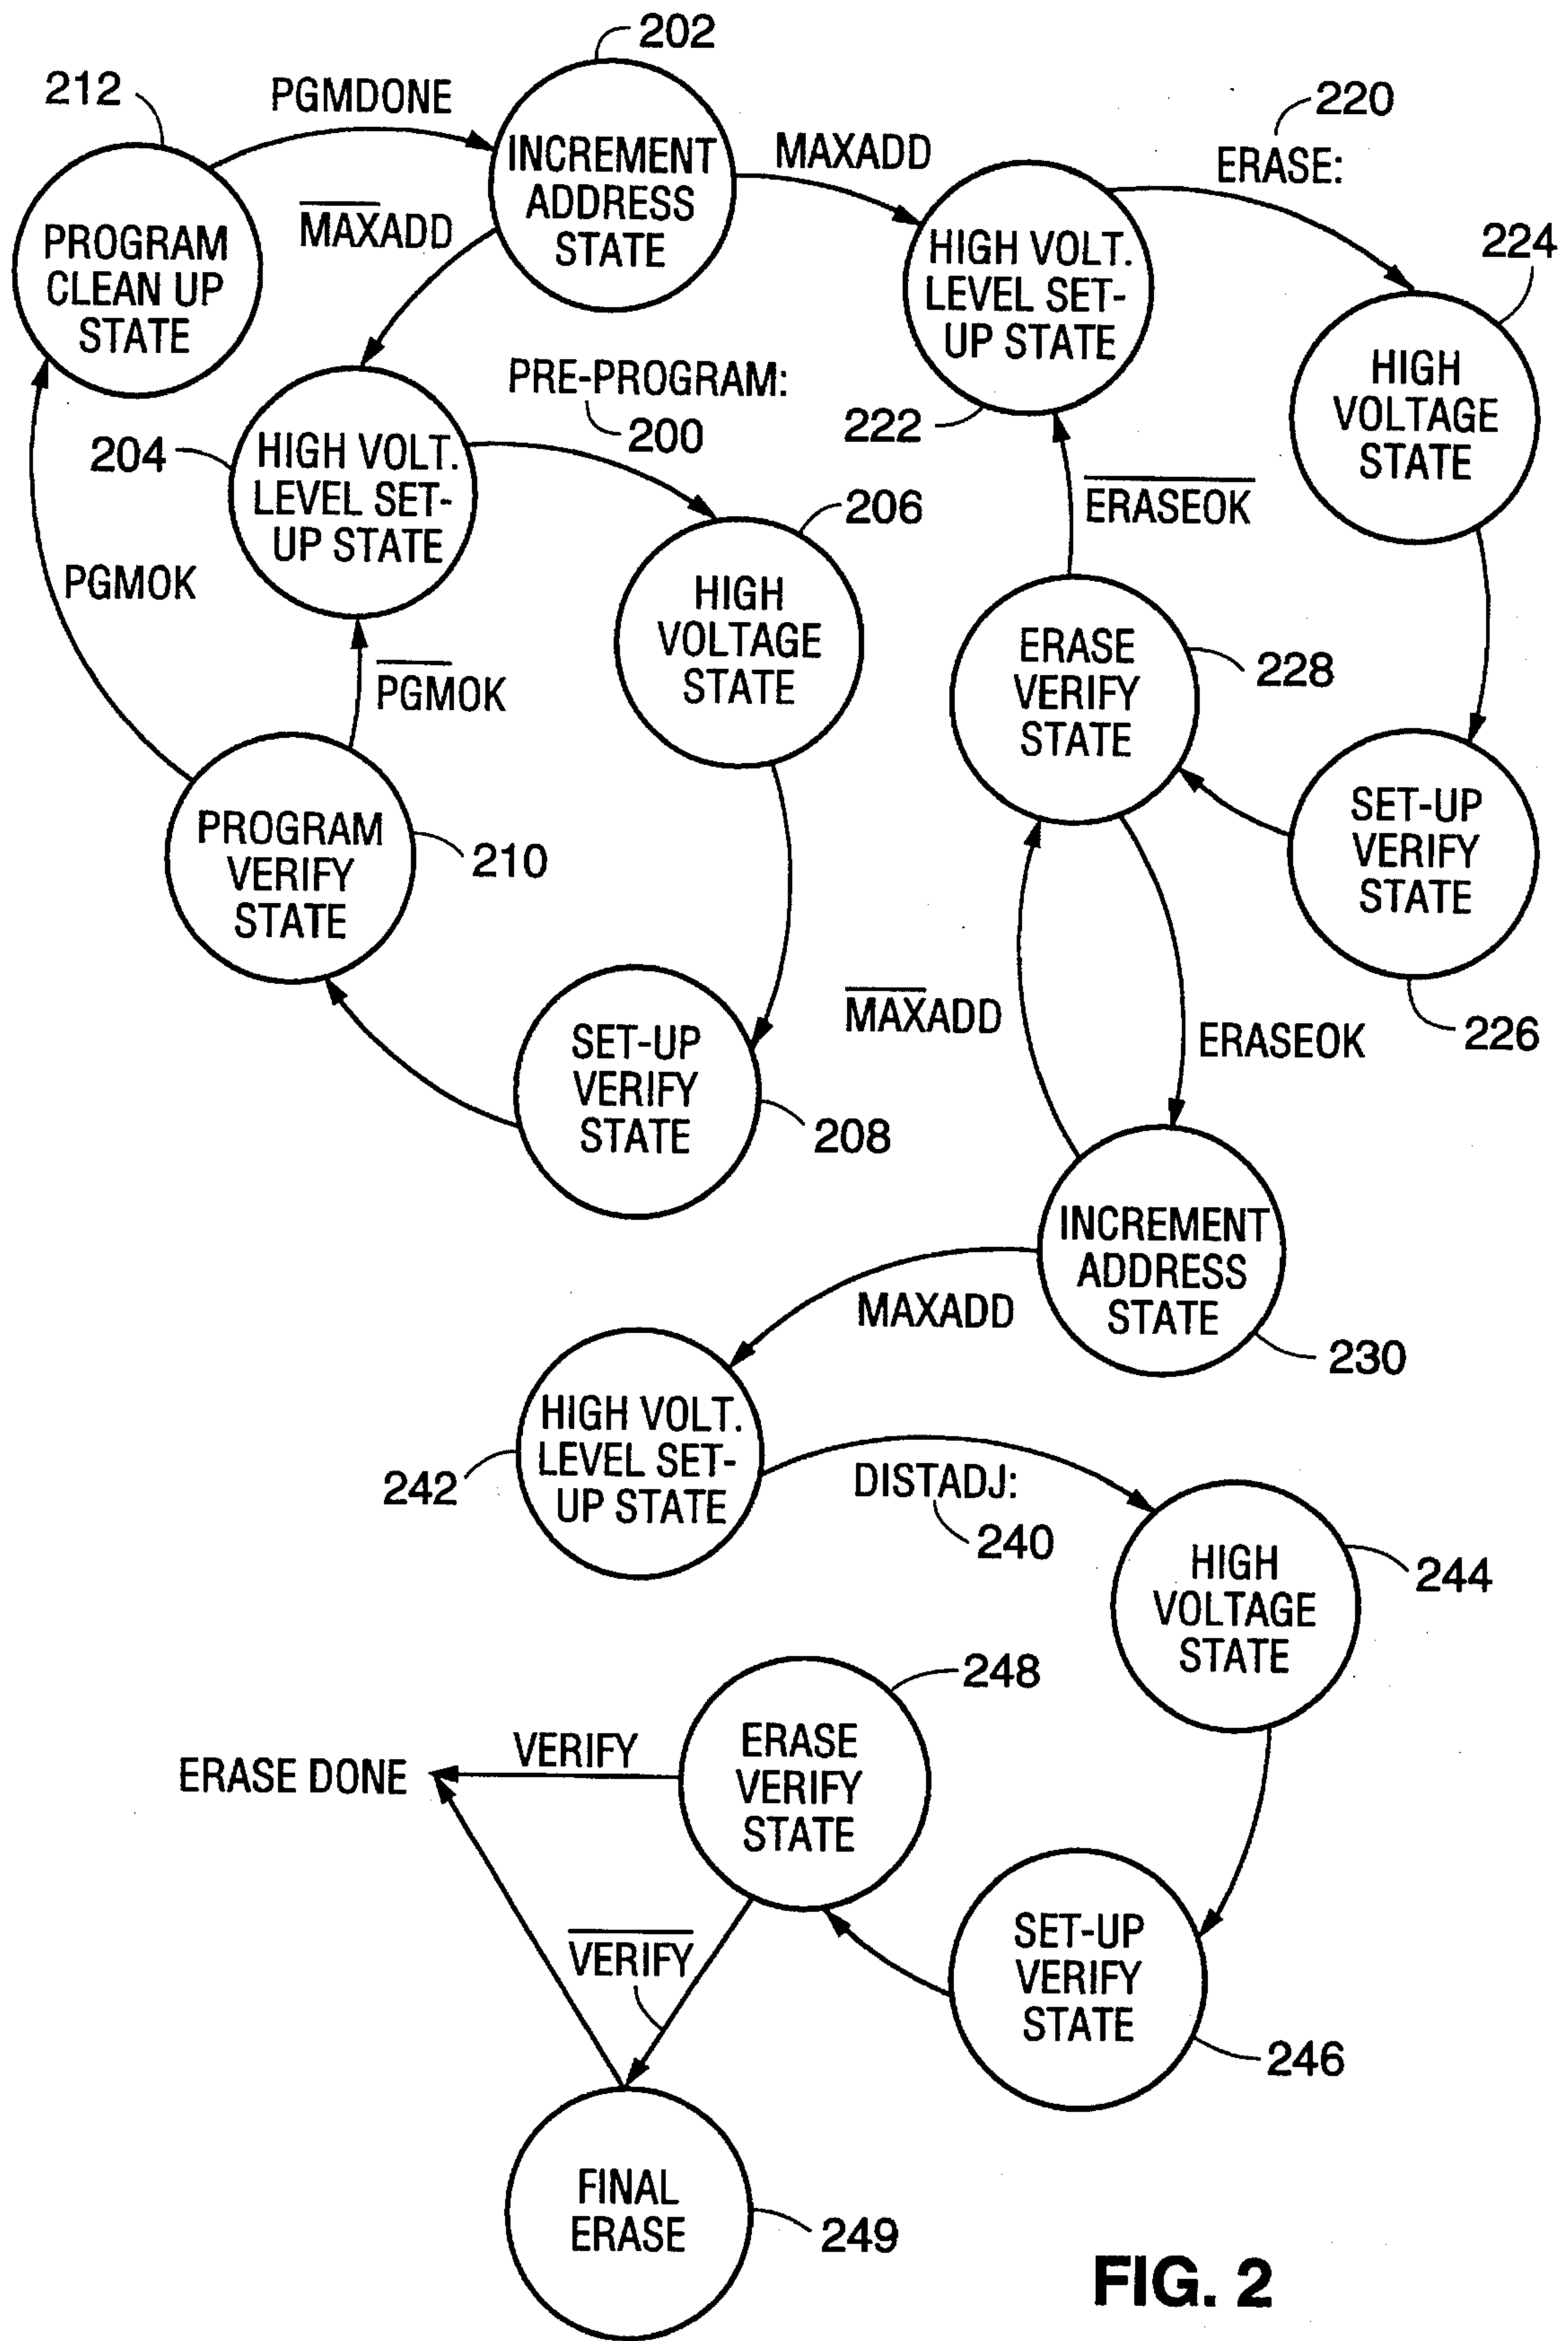 202
212
PGMDONE
INCREMENT
ADDRESS
STATE
MAXADD
220
ERASE:
MAXADD
PROGRAM
CLEAN UP
STATE
HIGH VOLT.
LEVEL SET-
UP STATE
222
224
HIGH
VOLTAGE
STATE
PRE-PROGRAM:
200
204
HIGH VOLT.
LEVEL SET-
UP STATE
206
HIGH
VOLTAGE
STATE
ERASEOK
PGMOK
PGMOK
ERASE
VERIFY
STATE
228
PROGRAM
VERIFY
STATE
210
SET-UP
VERIFY
STATE
226
MAXADD
ERASEOK
SET-UP
VERIFY
STATE
208
INCREMENT
ADDRESS
STATE
230
MAXADD
HIGH VOLT.
LEVEL SET-
UP STATE
242
DISTADJ:
240
HIGH
VOLTAGE
STATE
244
248
ERASE
VERIFY
STATE
VERIFY
ERASE DONE
VERIFY
SET-UP
VERIFY
STATE
246
FINAL
ERASE
249
FIG. 2